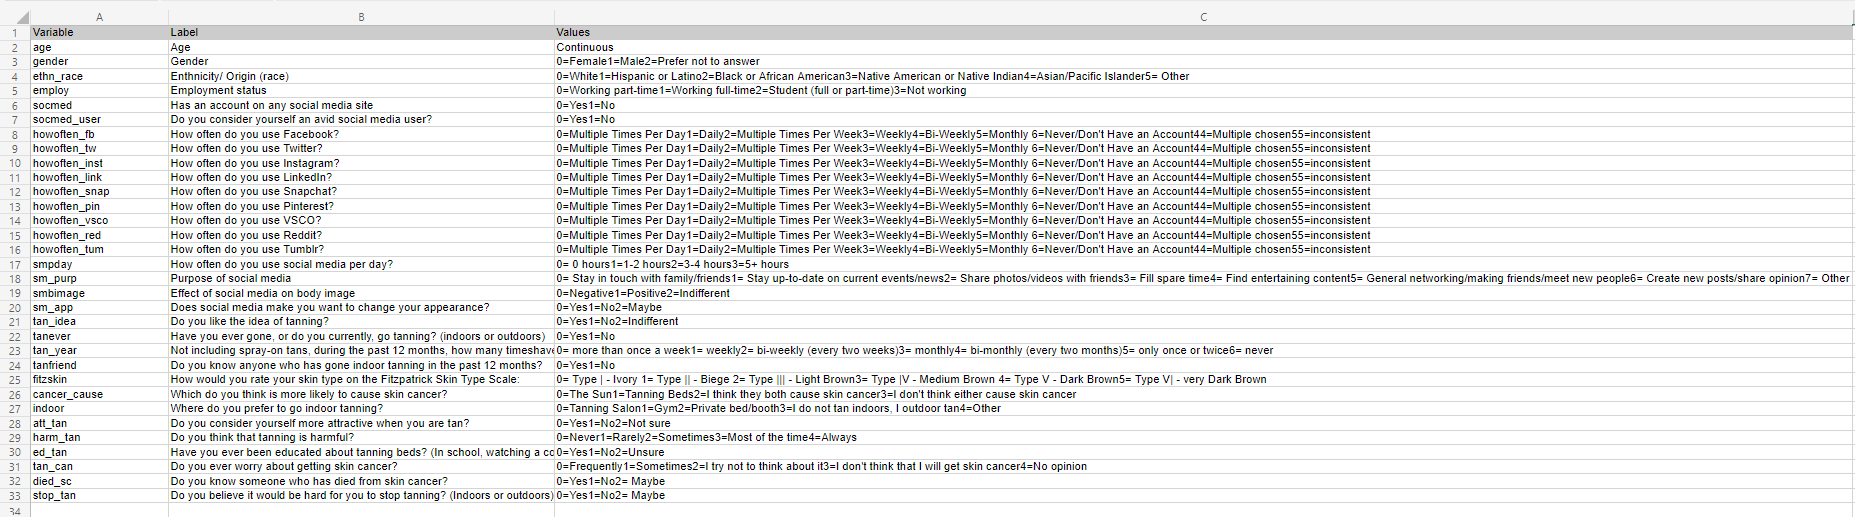 A B C
1 Variable Label Values
2 age Age Continuous
3 gender Gender 0=Female1=Male2=Prefer not to answer
4 ethn_race Enthnicity/ Origin (race) 0=White1=Hispanic or Latino2=Black or African American3=Native American or Native Indian4=Asian/Pacific Islander5= Other
5 employ Employment status 0=Working part-time1=Working full-time2=Student (full or part-time)3=Not working
6 socmed Has an account on any social media site 0=Yes1=No
7 socmed_user Do you consider yourself an avid social media user? 0=Yes1=No
8 howoften_fb How often do you use Facebook? 0=Multiple Times Per Day1=Daily2=Multiple Times Per Week3=Weekly4=Bi-Weekly5=Monthly 6=Never/Don't Have an Account44=Multiple chosen55=inconsistent
9 howoften_tw How often do you use Twitter? 0=Multiple Times Per Day1=Daily2=Multiple Times Per Week3=Weekly4=Bi-Weekly5=Monthly 6=Never/Don't Have an Account44=Multiple chosen55=inconsistent
10 howoften_inst How often do you use Instagram? 0=Multiple Times Per Day1=Daily2=Multiple Times Per Week3=Weekly4=Bi-Weekly5=Monthly 6=Never/Don't Have an Account44=Multiple chosen55=inconsistent
11 howoften_link How often do you use LinkedIn? 0=Multiple Times Per Day1=Daily2=Multiple Times Per Week3=Weekly4=Bi-Weekly5=Monthly 6=Never/Don't Have an Account44=Multiple chosen55=inconsistent
12 howoften_snap How often do you use Snapchat? 0=Multiple Times Per Day1=Daily2=Multiple Times Per Week3=Weekly4=Bi-Weekly5=Monthly 6=Never/Don't Have an Account44=Multiple chosen55=inconsistent
13 howoften_pin How often do you use Pinterest? 0=Multiple Times Per Day1=Daily2=Multiple Times Per Week3=Weekly4=Bi-Weekly5=Monthly 6=Never/Don't Have an Account44=Multiple chosen55=inconsistent
14 howoften_vsco How often do you use VSCO? 0=Multiple Times Per Day1=Daily2=Multiple Times Per Week3=Weekly4=Bi-Weekly5=Monthly 6=Never/Don't Have an Account44=Multiple chosen55=inconsistent
15 howoften_red How often do you use Reddit? 0=Multiple Times Per Day1=Daily2=Multiple Times Per Week3=Weekly4=Bi-Weekly5=Monthly 6=Never/Don't Have an Account44=Multiple chosen55=inconsistent
16 howoften_tum How often do you use Tumblr? 0=Multiple Times Per Day1=Daily2=Multiple Times Per Week3=Weekly4=Bi-Weekly5=Monthly 6=Never/Don't Have an Account44=Multiple chosen55=inconsistent
17 smpday How often do you use social media per day? 0= 0 hours1=1-2 hours2=3-4 hours3=5+ hours
18 sm_purp Purpose of social media 0= Stay in touch with family/friends1= Stay up-to-date on current events/news2= Share photos/videos with friends3= Fill spare time4= Find entertaining content5= General networking/making friends/meet new people6= Create new posts/share opinion7= Other
19 smbimage Effect of social media on body image 0=Negative1=Positive2=Indifferent
20 sm_app Does social media make you want to change your appearance? 0=Yes1=No2=Maybe
21 tan_idea Do you like the idea of tanning? 0=Yes1=No2=Indifferent
22 tanever Have you ever gone, or do you currently, go tanning? (indoors or outdoors) 0=Yes1=No
23 tan_year Not including spray-on tans, during the past 12 months, how many timeshave 0= more than once a week1= weekly2= bi-weekly (every two weeks)3= monthly4= bi-monthly (every two months)5= only once or twice6= never
24 tanfriend Do you know anyone who has gone indoor tanning in the past 12 months? 0=Yes1=No
25 fitzskin How would you rate your skin type on the Fitzpatrick Skin Type Scale: 0= Type | - Ivory 1= Type || - Biege 2= Type ||| - Light Brown3= Type |V - Medium Brown 4= Type V - Dark Brown5= Type V| - very Dark Brown
26 cancer_cause Which do you think is more likely to cause skin cancer? 0=The Sun1=Tanning Beds2=I think they both cause skin cancer3=I don't think either cause skin cancer
27 indoor Where do you prefer to go indoor tanning? 0=Tanning Salon1=Gym2=Private bed/booth3=I do not tan indoors, I outdoor tan4=Other
28 att_tan Do you consider yourself more attractive when you are tan? 0=Yes1=No2=Not sure
29 harm_tan Do you think that tanning is harmful? 0=Never1=Rarely2=Sometimes3=Most of the time4=Always
30 ed_tan Have you ever been educated about tanning beds? (In school, watching a co 0=Yes1=No2=Unsure
31 tan_can Do you ever worry about getting skin cancer? 0=Frequently1=Sometimes2=I try not to think about it3=I don't think that I will get skin cancer4=No opinion
32 died_sc Do you know someone who has died from skin cancer? 0=Yes1=No2= Maybe
33 stop_tan Do you believe it would be hard for you to stop tanning? (Indoors or outdoors) 0=Yes1=No2= Maybe
34